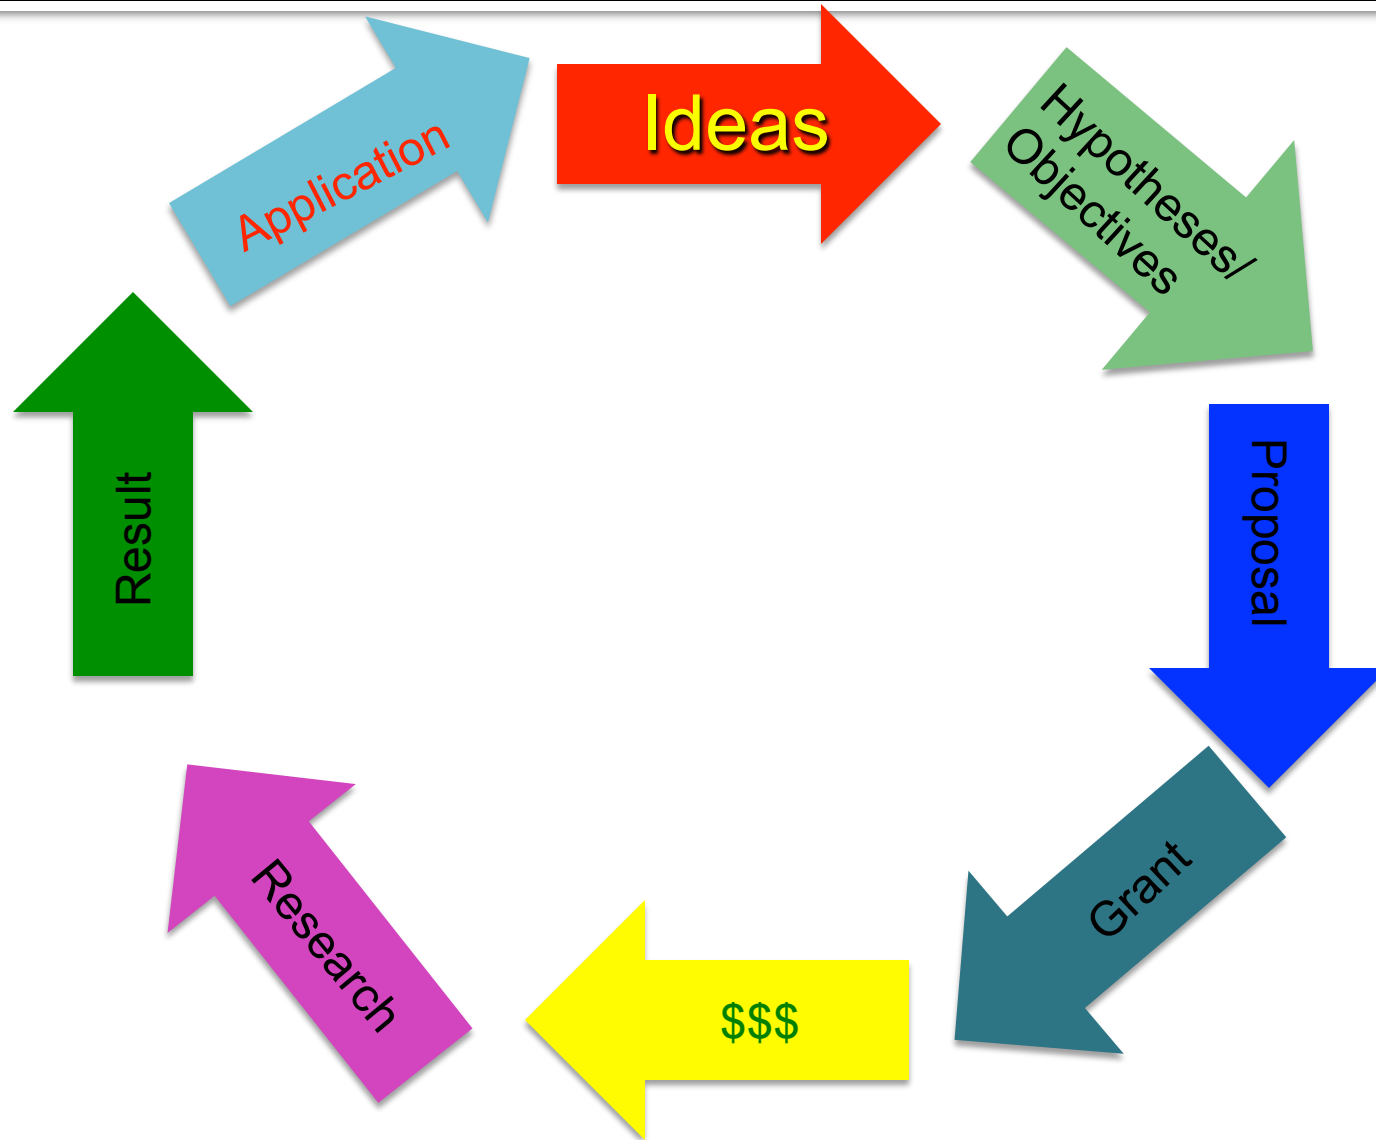 Ideas
Hypotheses/
Objectives
Proposal
Grant
$$$
Research
Result
Application